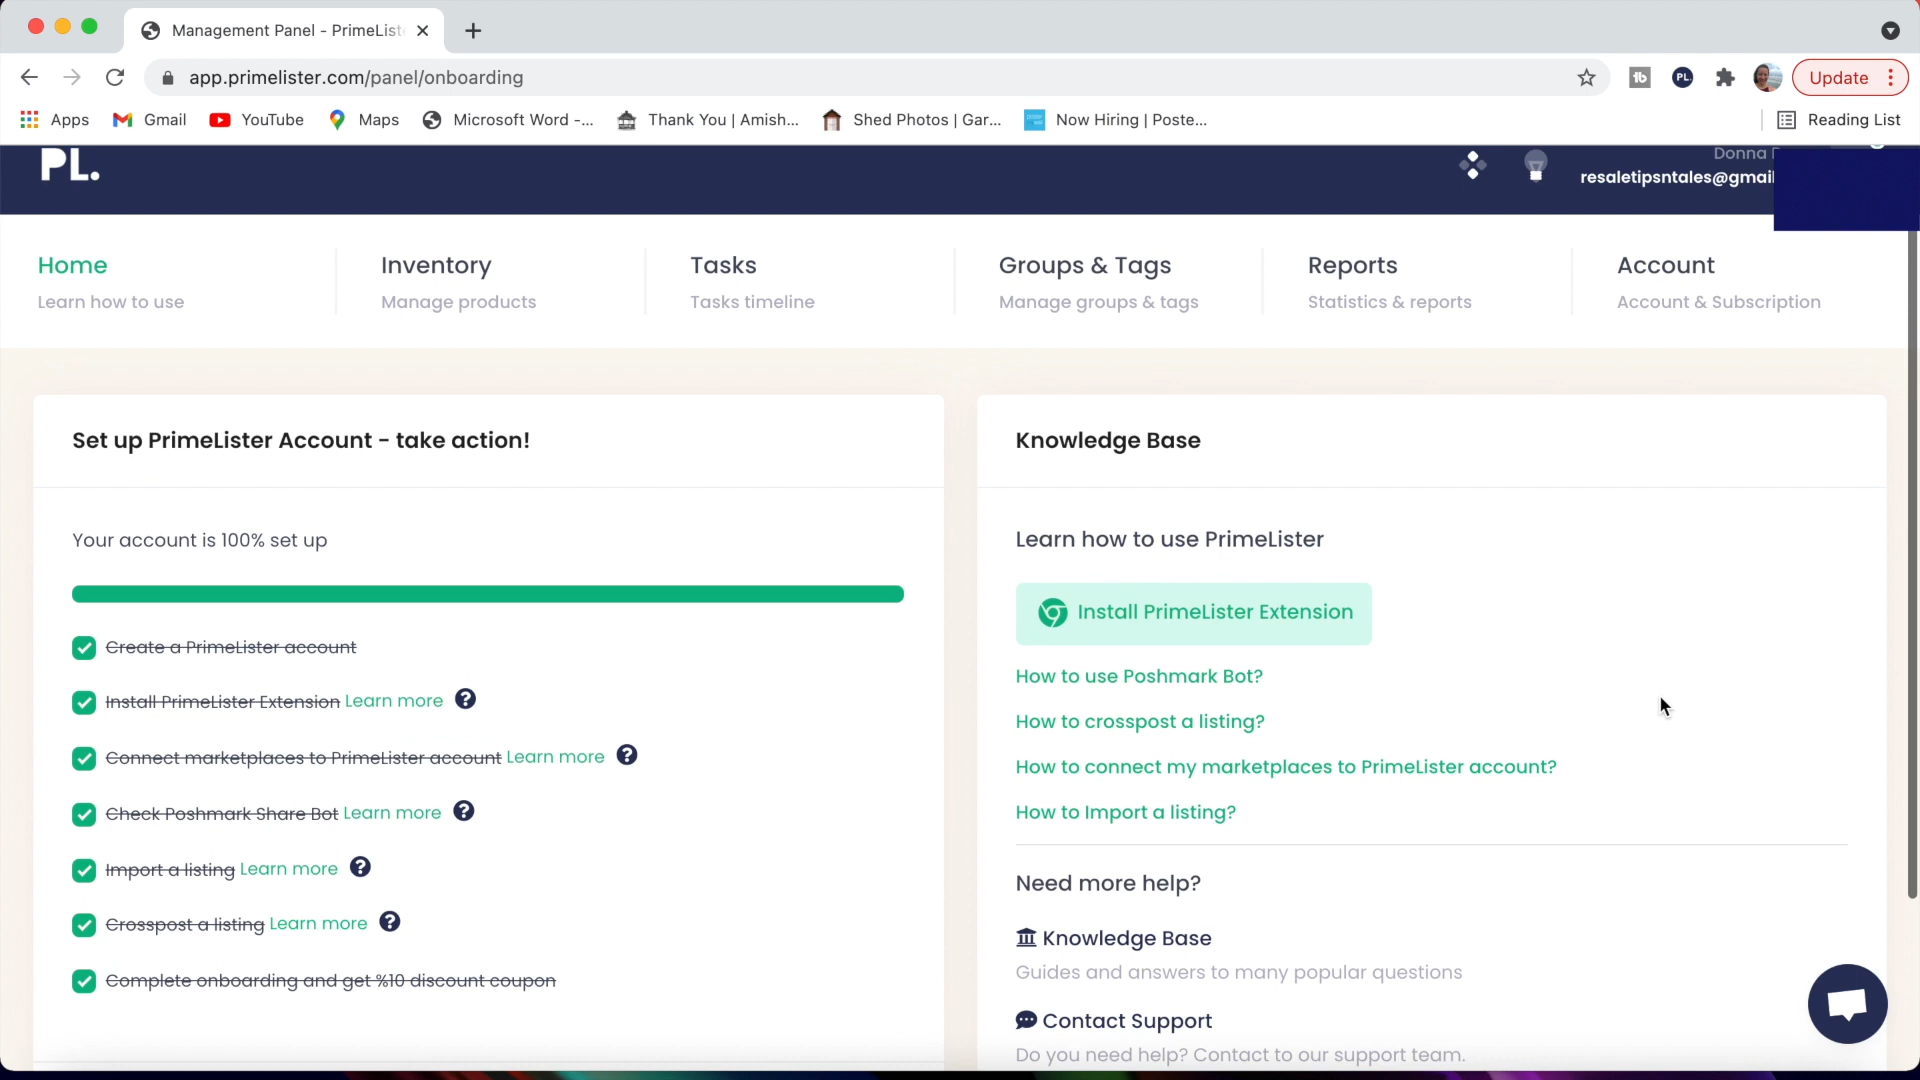 Management Panel - PrimeList
app.primelister.com/panel/onboarding
Update
Apps
Gmail
YouTube
Maps
Microsoft Word -...
Thank You | Amish...
Shed Photos | Gar...
Now Hiring | Poste...
Reading List
PL.
Donna
resaletipsntales@gmail
Home
Learn how to use
Inventory
Manage products
Tasks
Tasks timeline
Groups & Tags
Manage groups & tags
Reports
Statistics & reports
Account
Account & Subscription
Set up PrimeLister Account - take action!
Your account is 100% set up
Create a PrimeLister account
Install PrimeLister Extension Learn more ?
Connect marketplaces to PrimeLister account Learn more ?
Check Poshmark Share Bot Learn more ?
Import a listing Learn more ?
Crosspost a listing Learn more ?
Complete onboarding and get %10 discount coupon
Knowledge Base
Learn how to use PrimeLister
Install PrimeLister Extension
How to use Poshmark Bot?
How to crosspost a listing?
How to connect my marketplaces to PrimeLister account?
How to Import a listing?
Need more help?
Knowledge Base
Guides and answers to many popular questions
Contact Support
Do you need help? Contact to our support team.